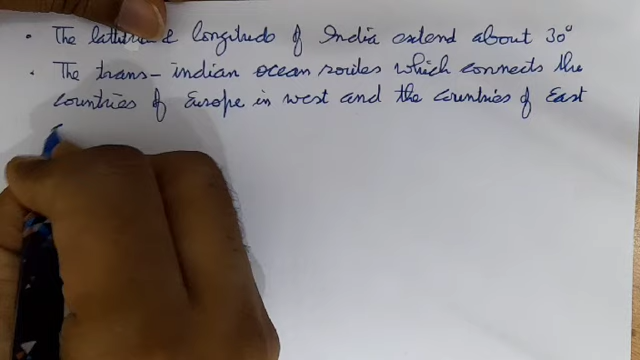 • The latitude & longitude of India extend about 30°
• The trans - indian ocean routes which connects the
countries of Europe in west and the countries of East